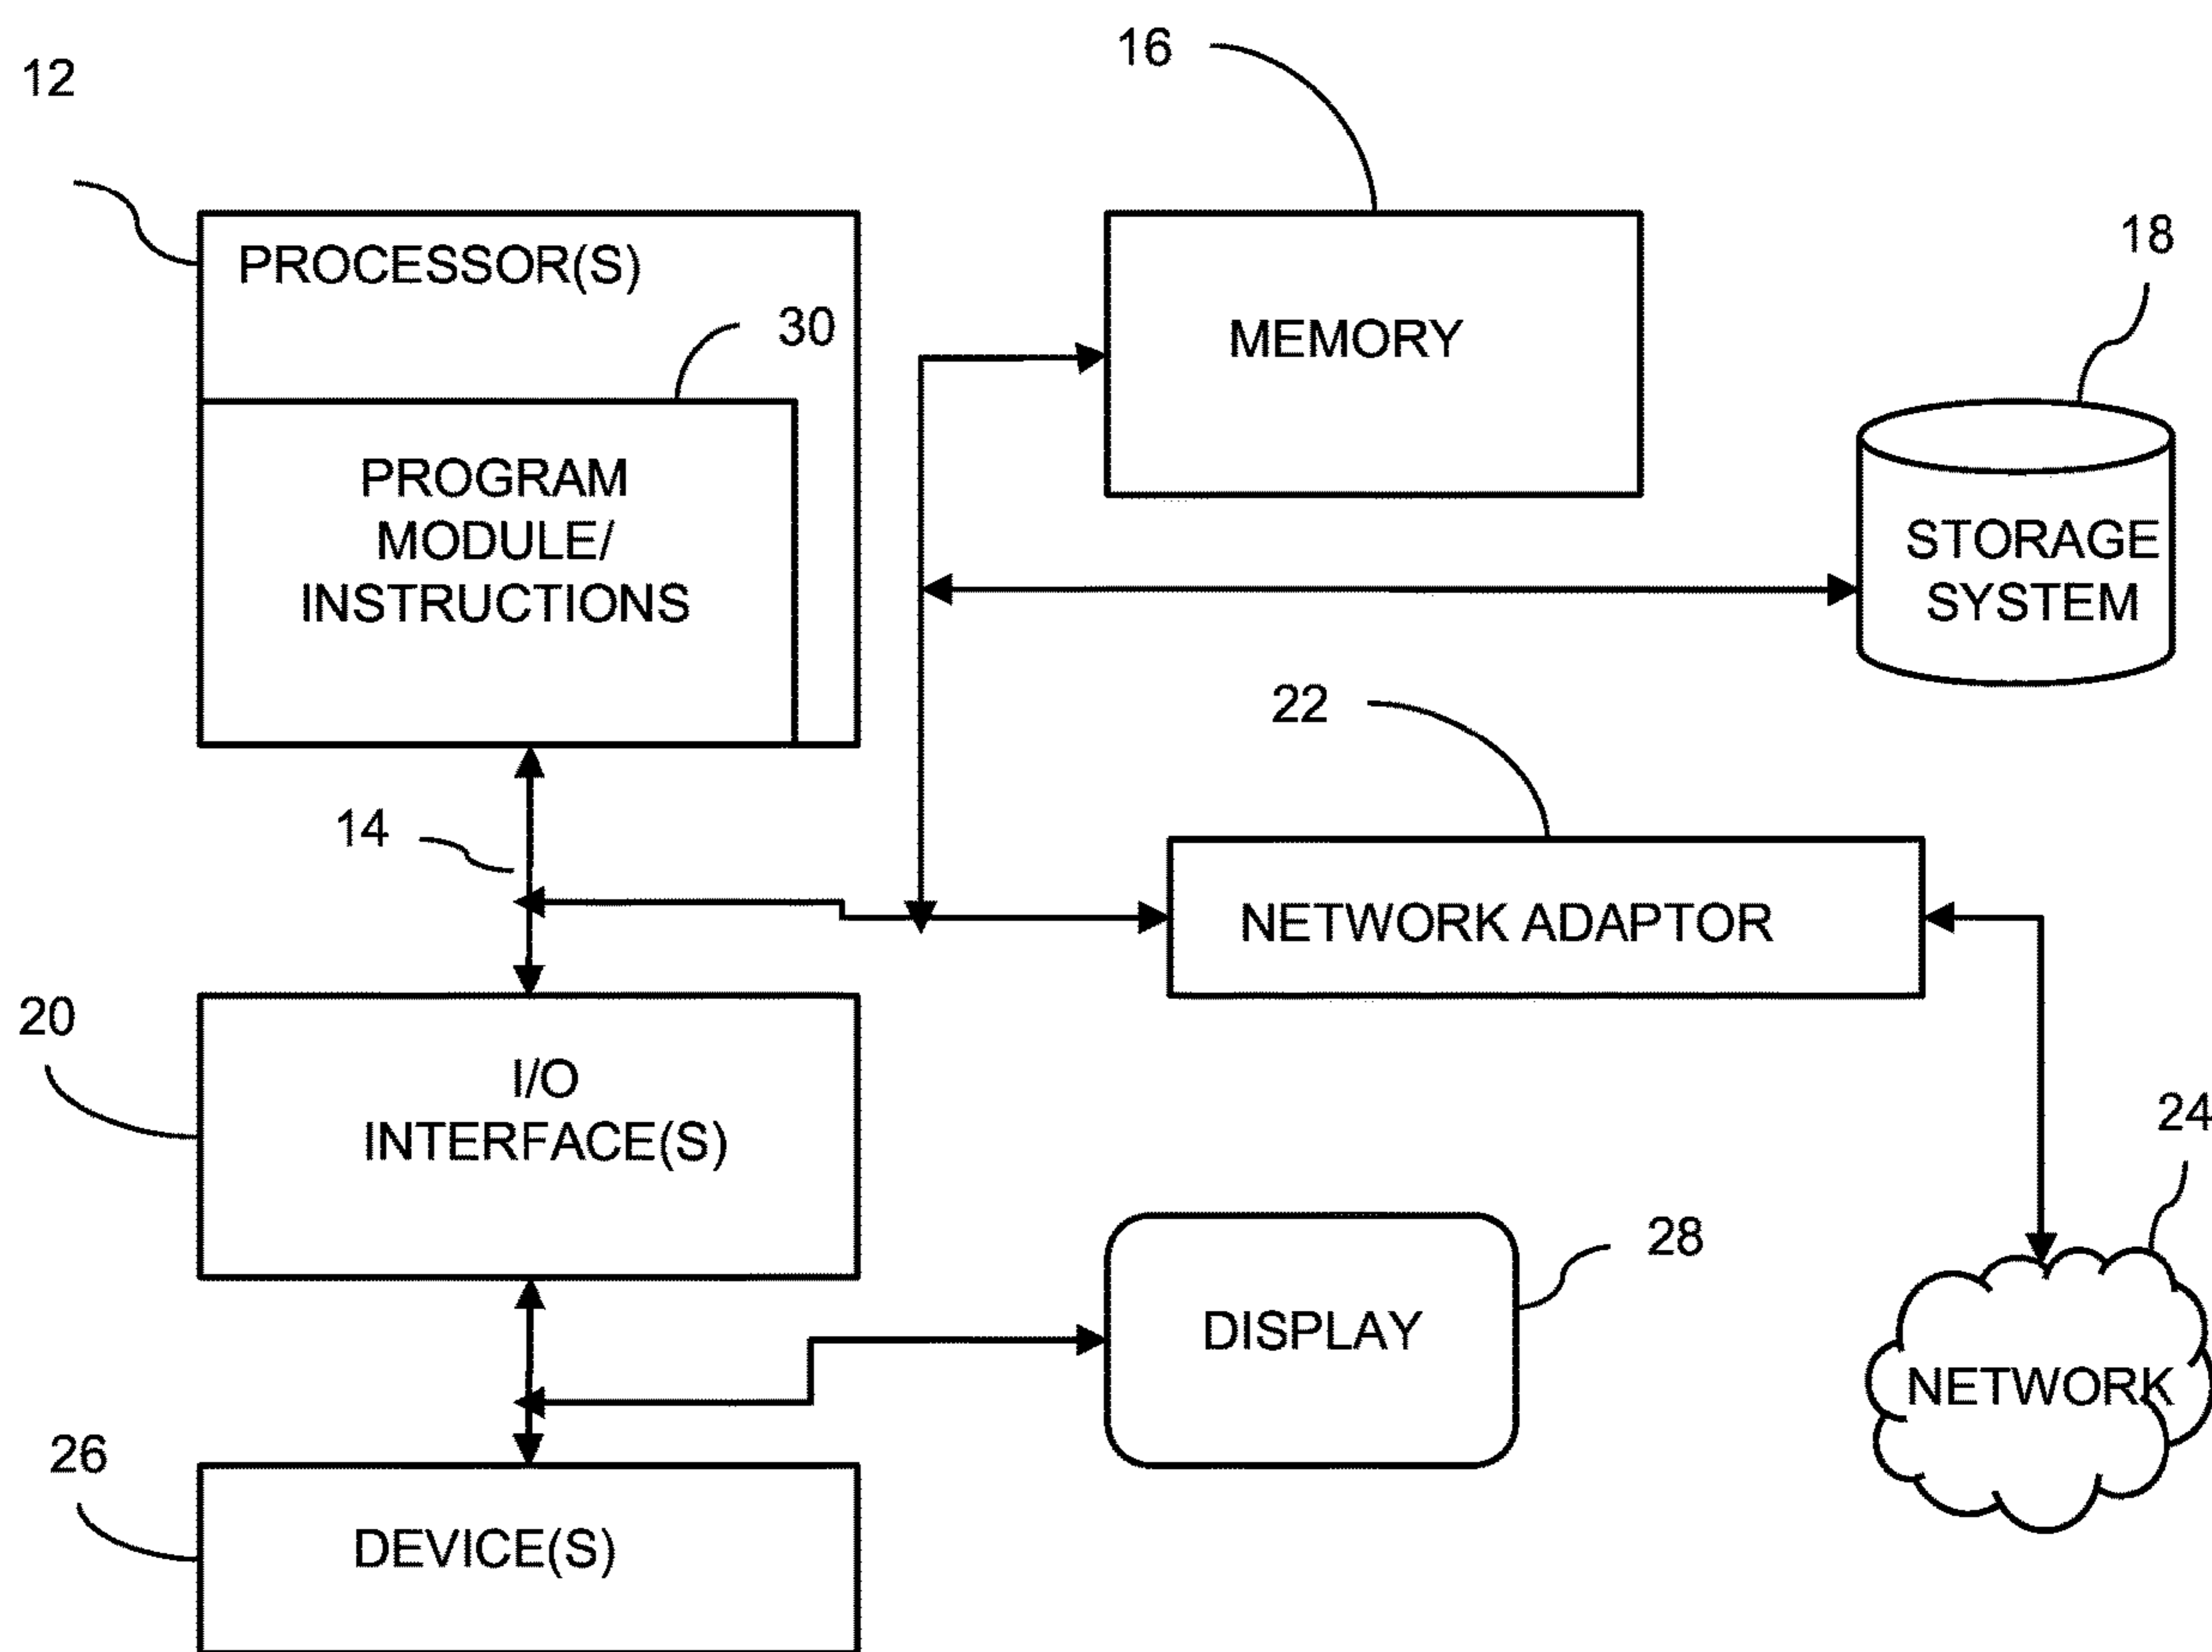 16
12
18
PROCESSOR(S)
30
MEMORY
PROGRAM
MODULE/
INSTRUCTIONS
STORAGE
SYSTEM
22
14
NETWORK ADAPTOR
20
I/O
INTERFACE(S)
24
28
DISPLAY
NETWORK
26
DEVICE(S)